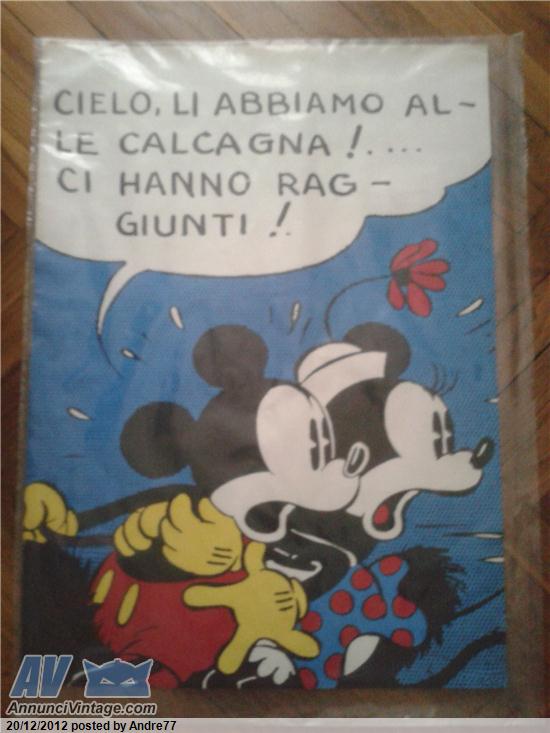 CIELO, LI ABBIAMO AL-
LE CALCAGNA!....
CI HANNO RAG-
GIUNTI!
AV
AnnunciVintage.com
20/12/2012 posted by Andre77